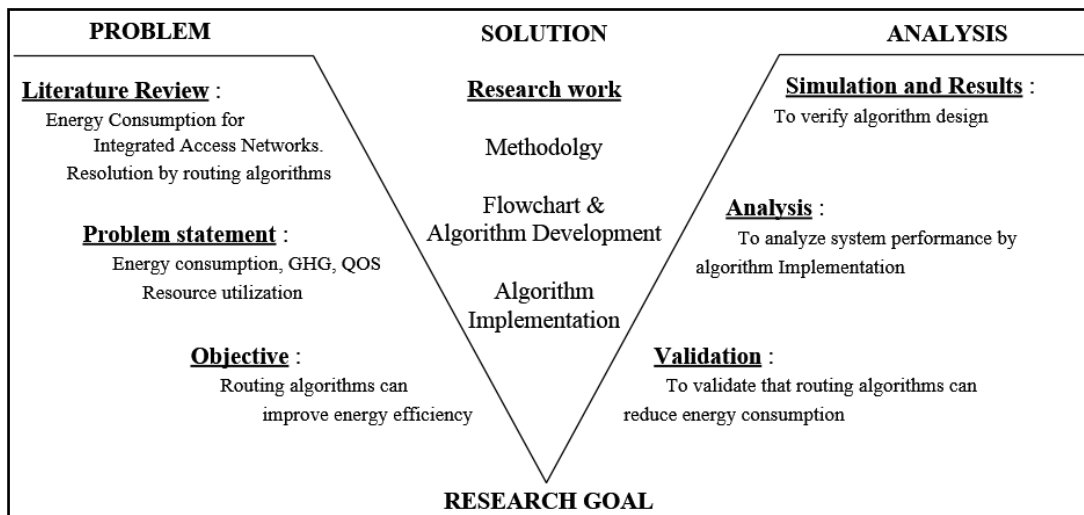 PROBLEM
Literature Review :
Energy Consumption for
Integrated Access Networks.
Resolution by routing algorithms
Problem statement :
Energy consumption, GHG, QOS
Resource utilization
Objective :
Routing algorithms can
improve energy efficiency
SOLUTION
Research work
Methodolgy
Flowchart &
Algorithm Development
Algorithm
Implementation
ANALYSIS
Simulation and Results :
To verify algorithm design
Analysis :
To analyze system performance by
algorithm Implementation
Validation :
To validate that routing algorithms can
reduce energy consumption
RESEARCH GOAL